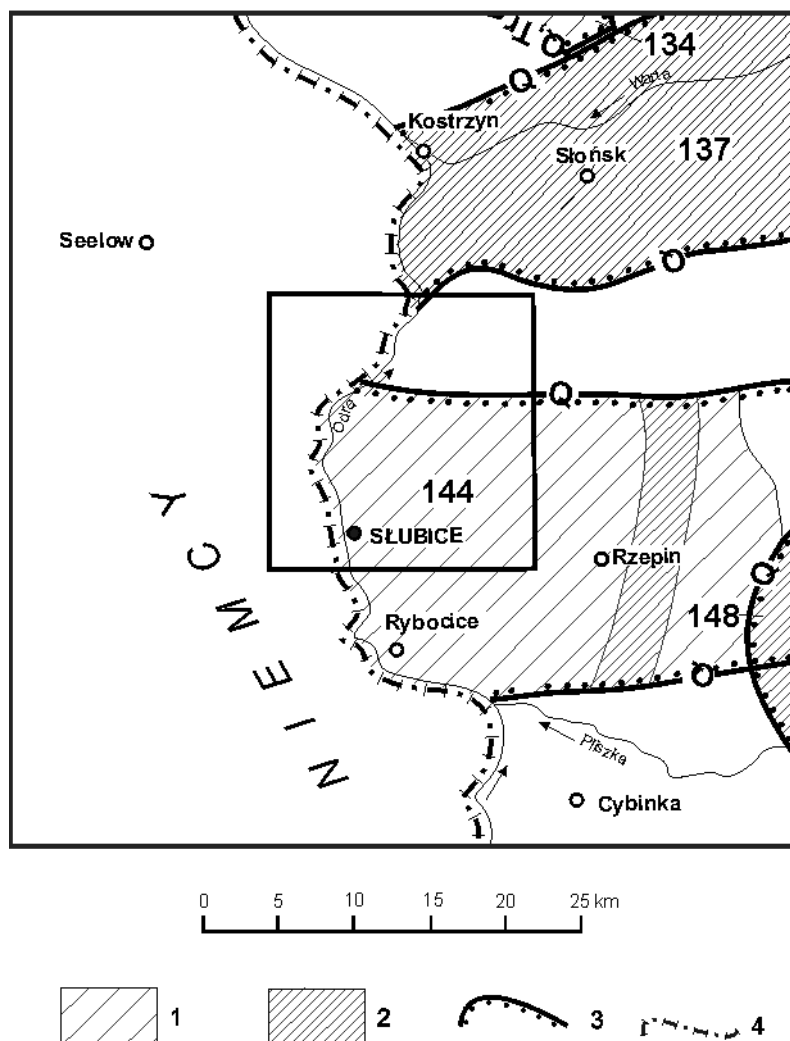 Q,Tr
134
Q
Warta
Kostrzyn
Słońsk
137
Seelow
Q
Odra
Q
144
SŁUBICE
Rzepin
Q
148
Rybocice
Q
NIEMCY
Pliszka
Cybinka
0 5 10 15 20 25 km
1 2 3 4